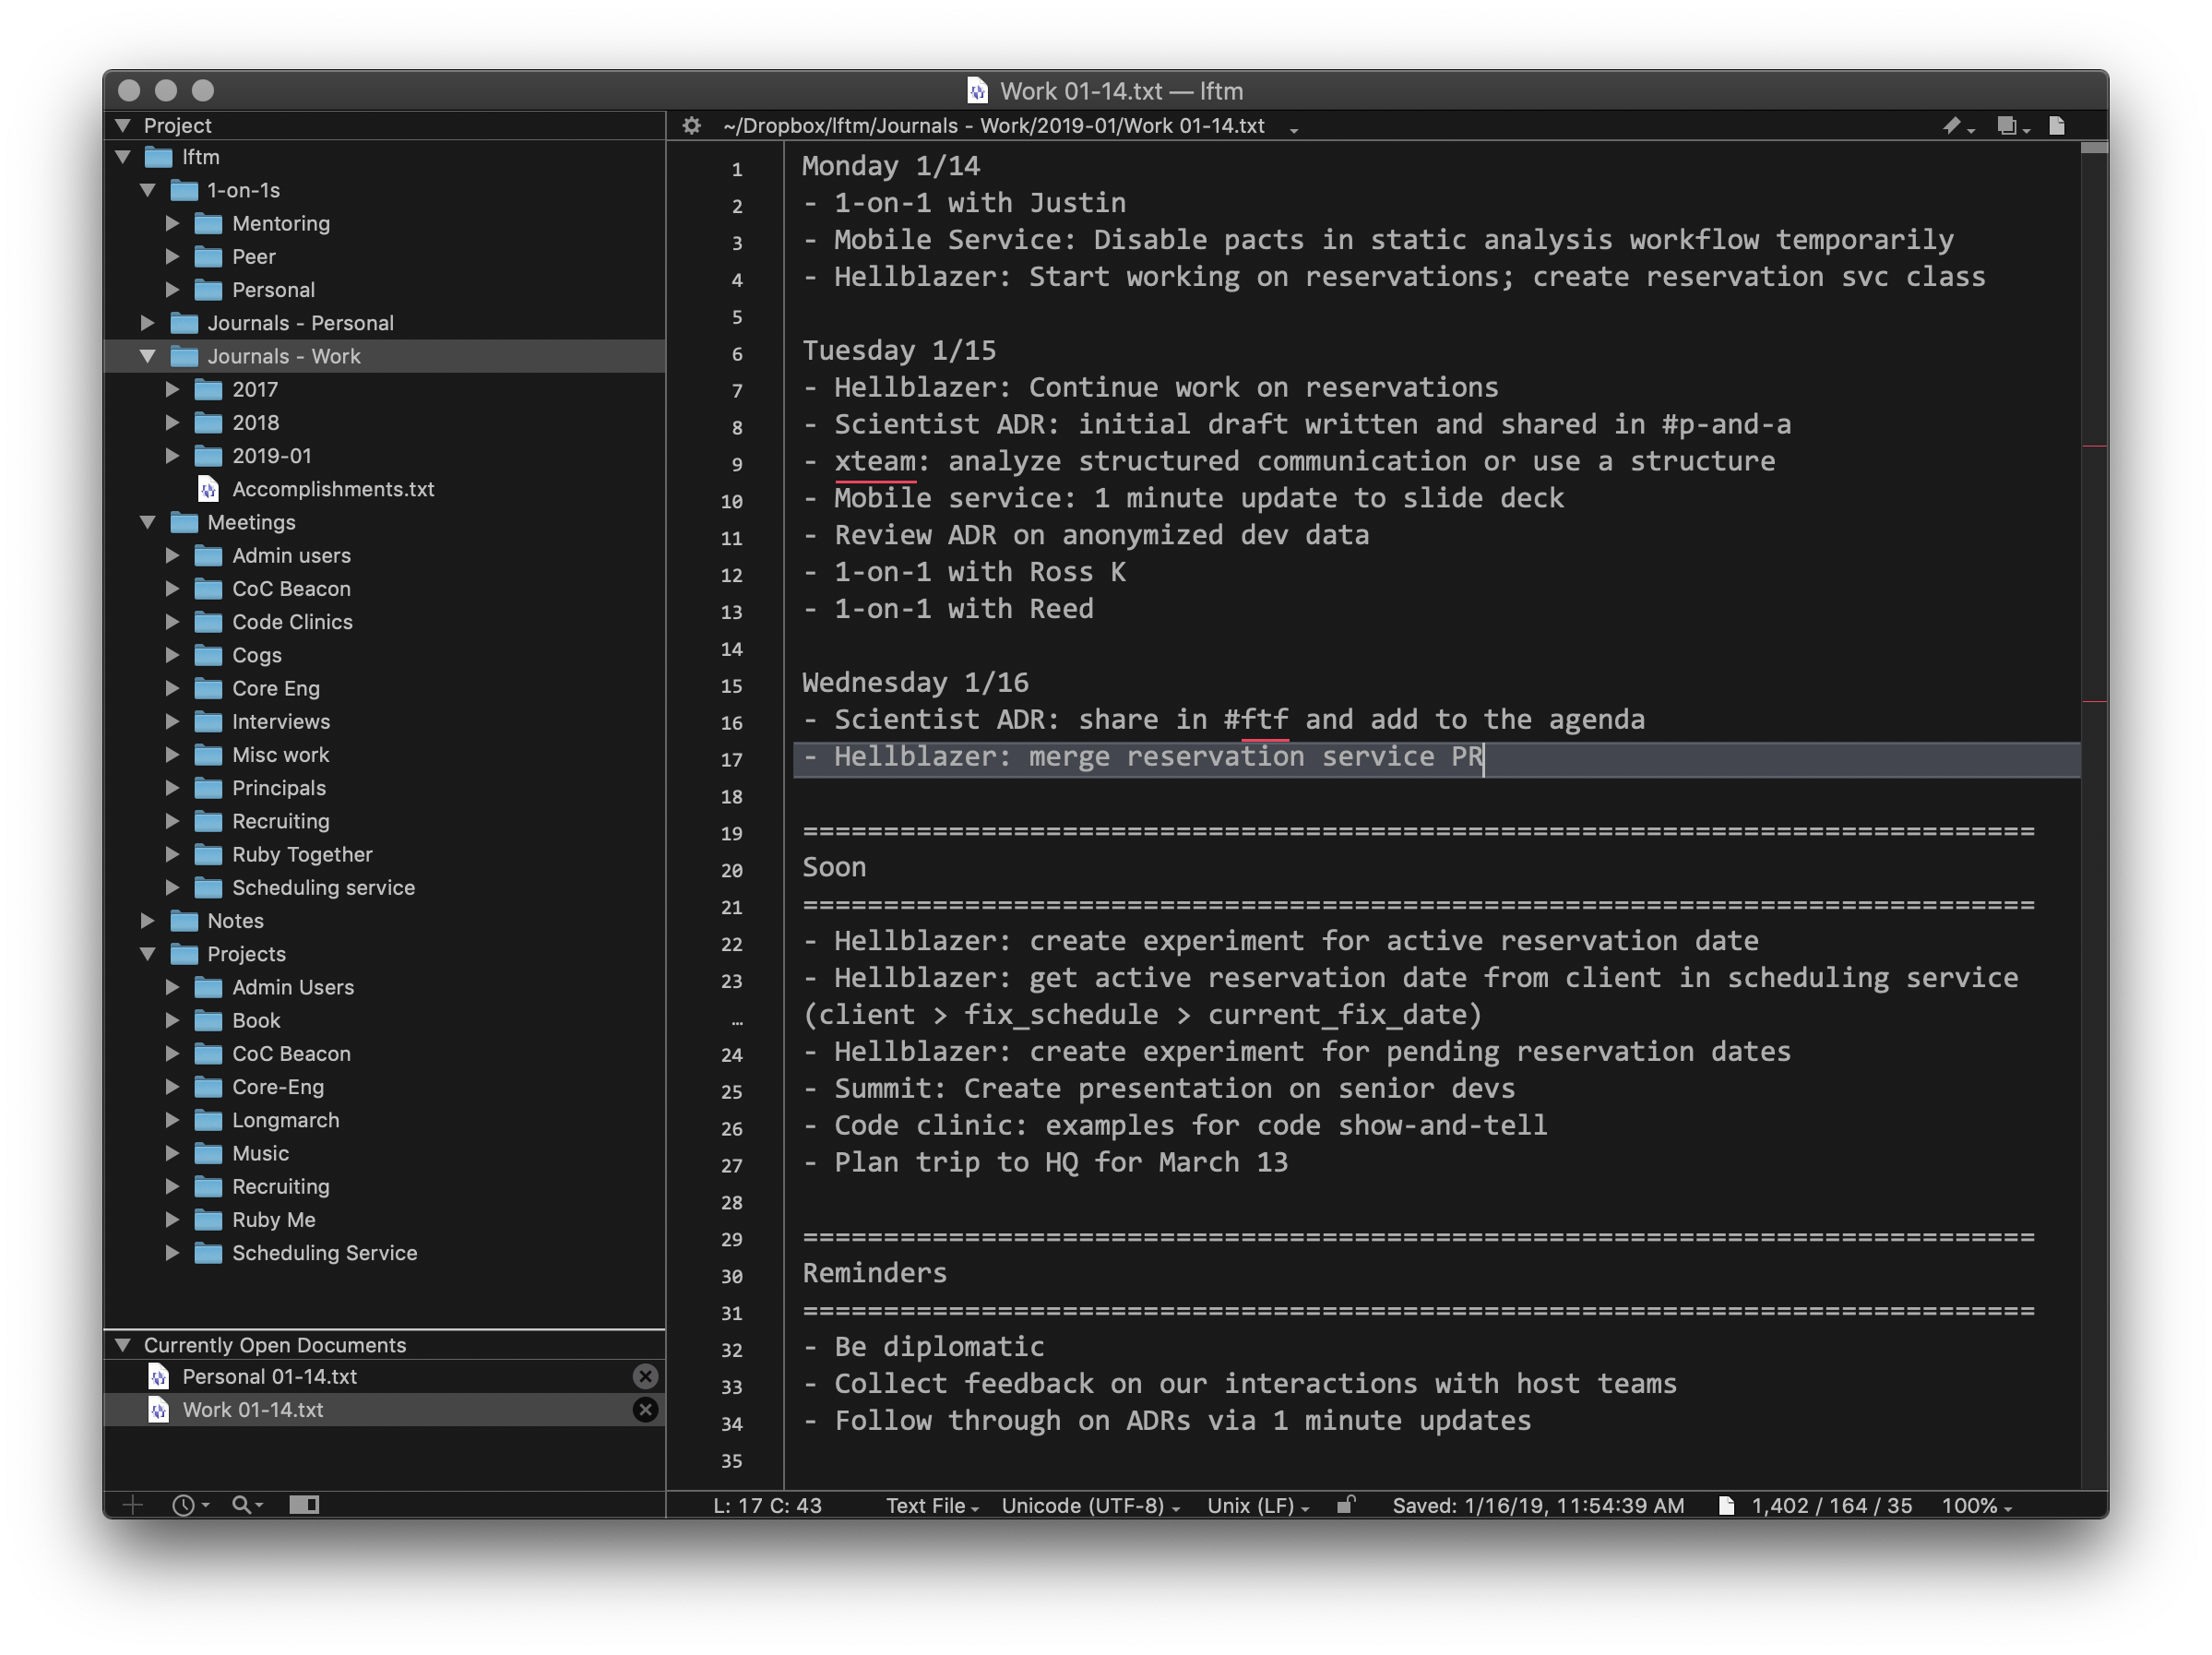 Work 01-14.txt — lftm
Project
lftm
1-on-1s
Mentoring
Peer
Personal
Journals - Personal
Journals - Work
2017
2018
2019-01
Accomplishments.txt
Meetings
Admin users
CoC Beacon
Code Clinics
Cogs
Core Eng
Interviews
Misc work
Principals
Recruiting
Ruby Together
Scheduling service
Notes
Projects
Admin Users
Book
CoC Beacon
Core-Eng
Longmarch
Music
Recruiting
Ruby Me
Scheduling Service
Currently Open Documents
Personal 01-14.txt
Work 01-14.txt
~/Dropbox/lftm/Journals - Work/2019-01/Work 01-14.txt
1 Monday 1/14
2 - 1-on-1 with Justin
3 - Mobile Service: Disable pacts in static analysis workflow temporarily
4 - Hellblazer: Start working on reservations; create reservation svc class
5
6 Tuesday 1/15
7 - Hellblazer: Continue work on reservations
8 - Scientist ADR: initial draft written and shared in #p-and-a
9 - xteam: analyze structured communication or use a structure
10 - Mobile service: 1 minute update to slide deck
11 - Review ADR on anonymized dev data
12 - 1-on-1 with Ross K
13 - 1-on-1 with Reed
14
15 Wednesday 1/16
16 - Scientist ADR: share in #ftf and add to the agenda
17 - Hellblazer: merge reservation service PR
18
19 ============================================================================
20 Soon
21 ============================================================================
22 - Hellblazer: create experiment for active reservation date
23 - Hellblazer: get active reservation date from client in scheduling service
… (client > fix_schedule > current_fix_date)
24 - Hellblazer: create experiment for pending reservation dates
25 - Summit: Create presentation on senior devs
26 - Code clinic: examples for code show-and-tell
27 - Plan trip to HQ for March 13
28
29 ============================================================================
30 Reminders
31 ============================================================================
32 - Be diplomatic
33 - Collect feedback on our interactions with host teams
34 - Follow through on ADRs via 1 minute updates
35
L: 17 C: 43 Text File Unicode (UTF-8) Unix (LF) Saved: 1/16/19, 11:54:39 AM 1,402 / 164 / 35 100%